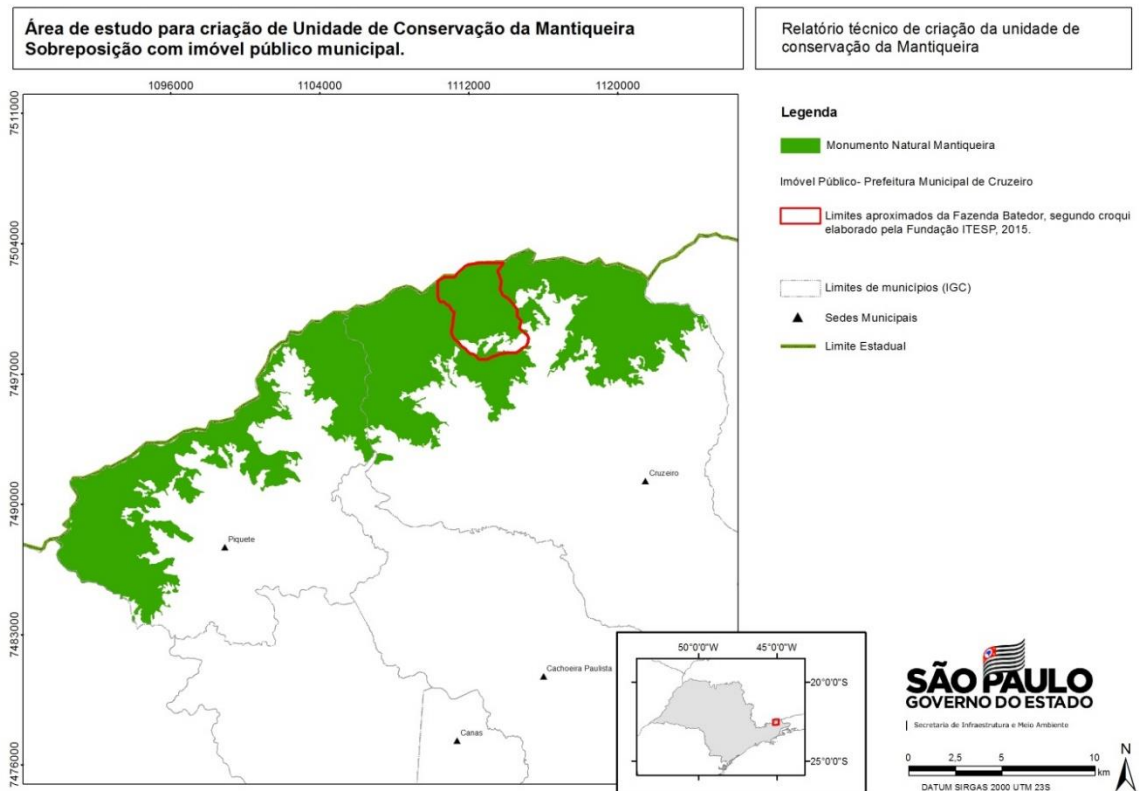 Área de estudo para criação de Unidade de Conservação da Mantiqueira
Sobreposição com imóvel público municipal.
Relatório técnico de criação da unidade de
conservação da Mantiqueira
1096000
1104000
1112000
1120000
7511000
7504000
7497000
7490000
7483000
7476000
Cruzeiro
Piquete
Cachoeira Paulista
Canas
Legenda
Monumento Natural Mantiqueira
Imóvel Público- Prefeitura Municipal de Cruzeiro
Limites aproximados da Fazenda Batedor, segundo croqui
elaborado pela Fundação ITESP, 2015.
Limites de municípios (IGC)
Sedes Municipais
Limite Estadual
50°0'0"W
45°0'0"W
20°0'0"S
25°0'0"S
SÃO PAULO
GOVERNO DO ESTADO
Secretaria de Infraestrutura e Meio Ambiente
0 2,5 5 10
km
DATUM SIRGAS 2000 UTM 23S
N